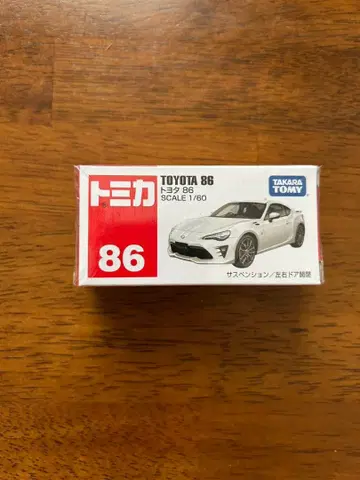 トミカ
86
TOYOTA 86
トヨタ 86
SCALE 1/60
TAKARA
TOMY
サスペンション／左右ドア開閉